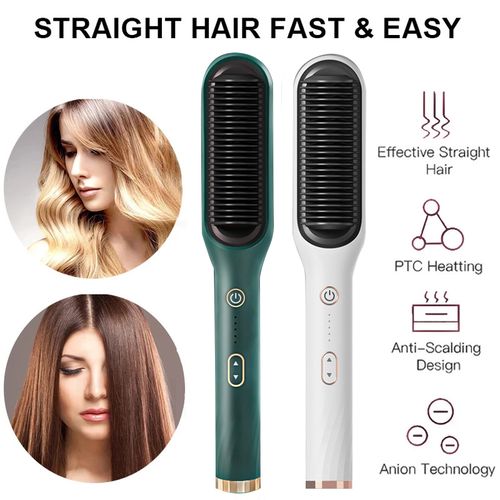 STRAIGHT HAIR FAST & EASY
Effective Straight
Hair
PTC Heatting
Anti-Scalding
Design
Anion Technology